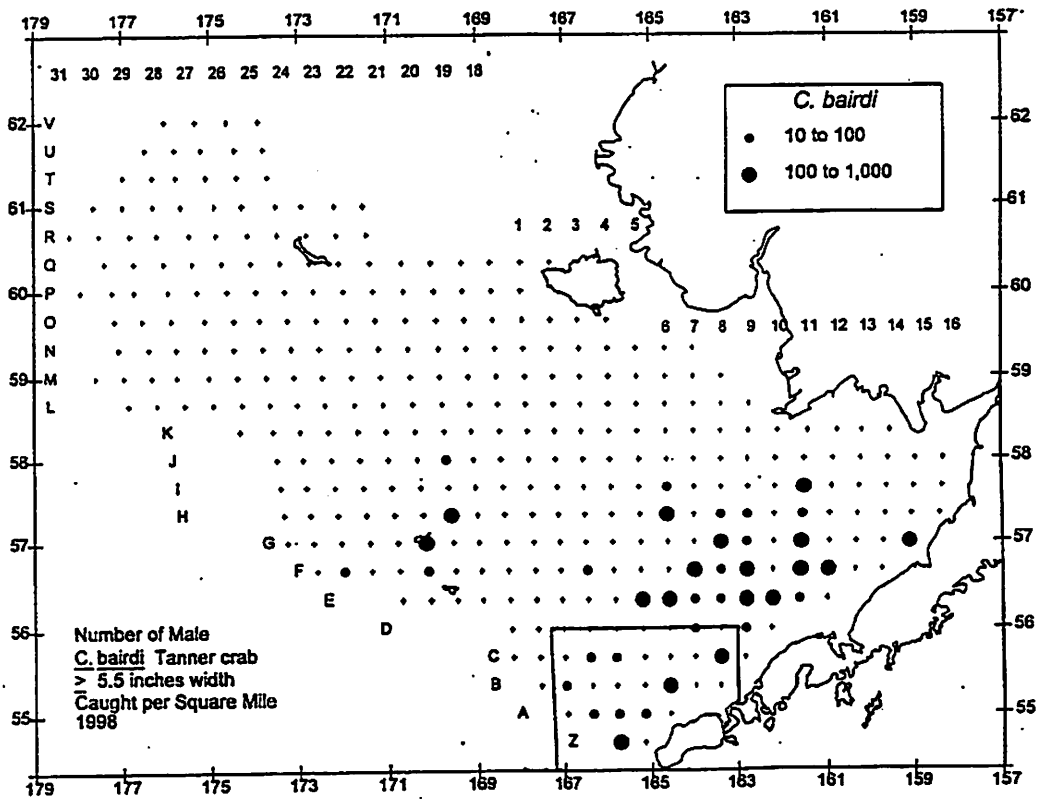 179 177 175 173 171 169 167 165 163 161 159 157
31 30 29 28 27 26 25 24 23 22 21 20 19 18
C. bairdi
10 to 100
100 to 1,000
62 V 62
U
T
61 S 61
1 2 3 4 5
R
Q
60 P 60
O
6 7 8 9 10 11 12 13 14 15 16
N
59 M 59
L
K
58 J 58
I
H
57 G 57
F
E
56 D 56
Number of Male
C. bairdi Tanner crab
> 5.5 inches width
Caught per Square Mile
1998
C
B
55 A 55
Z
179 177 175 173 171 169 167 165 163 161 159 157